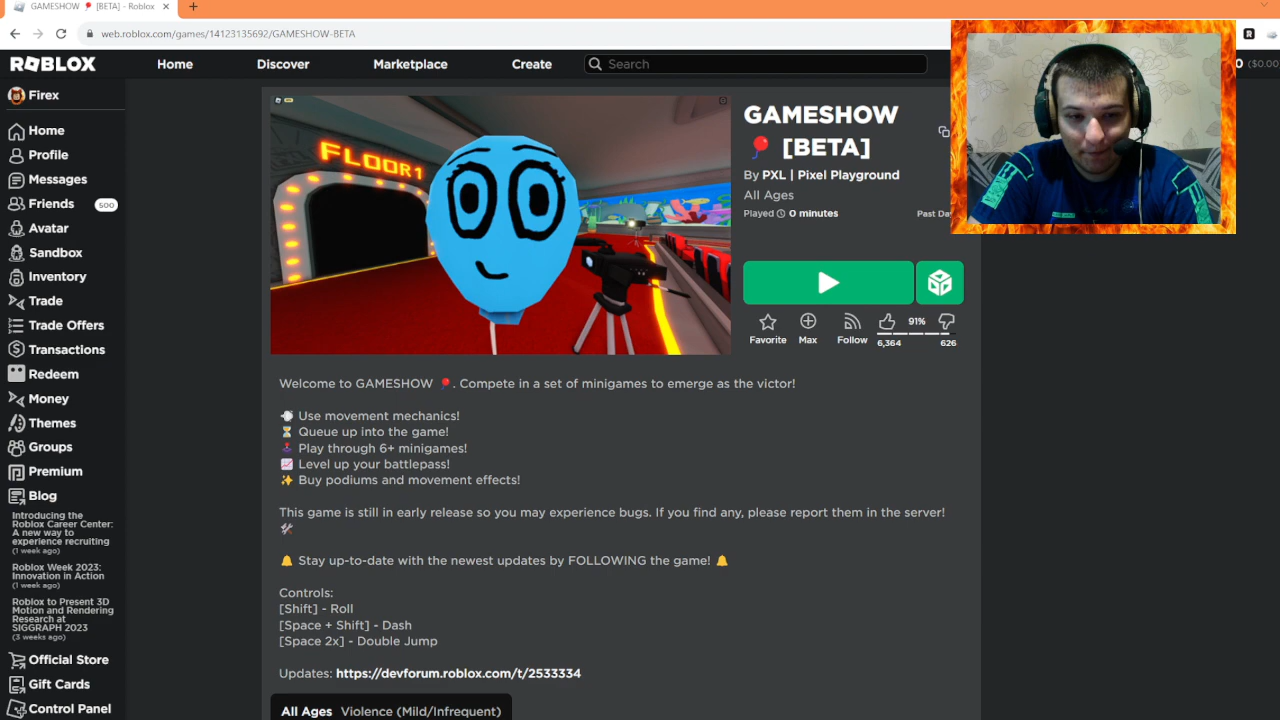 GAMESHOW 🎈 [BETA] - Roblox
web.roblox.com/games/14123135692/GAMESHOW-BETA
ROBLOX
Home
Discover
Marketplace
Create
Search
0 ($0.00
Firex
Home
Profile
Messages
Friends 500
Avatar
Sandbox
Inventory
Trade
Trade Offers
Transactions
Redeem
Money
Themes
Groups
Premium
Blog
Introducing the
Roblox Career Center:
A new way to
experience recruiting
(1 week ago)
Roblox Week 2023:
Innovation in Action
(1 week ago)
Roblox to Present 3D
Motion and Rendering
Research at
SIGGRAPH 2023
(3 weeks ago)
Official Store
Gift Cards
Control Panel
FLOOR 1
GAMESHOW
🎈 [BETA]
By PXL | Pixel Playground
All Ages
Played 0 minutes
Past Da
Favorite
Max
Follow
91%
6,364
626
Welcome to GAMESHOW 🎈. Compete in a set of minigames to emerge as the victor!
💨 Use movement mechanics!
⏳ Queue up into the game!
🕹️ Play through 6+ minigames!
📈 Level up your battlepass!
✨ Buy podiums and movement effects!
This game is still in early release so you may experience bugs. If you find any, please report them in the server!
🛠️
🔔 Stay up-to-date with the newest updates by FOLLOWING the game! 🔔
Controls:
[Shift] - Roll
[Space + Shift] - Dash
[Space 2x] - Double Jump
Updates: https://devforum.roblox.com/t/2533334
All Ages Violence (Mild/Infrequent)